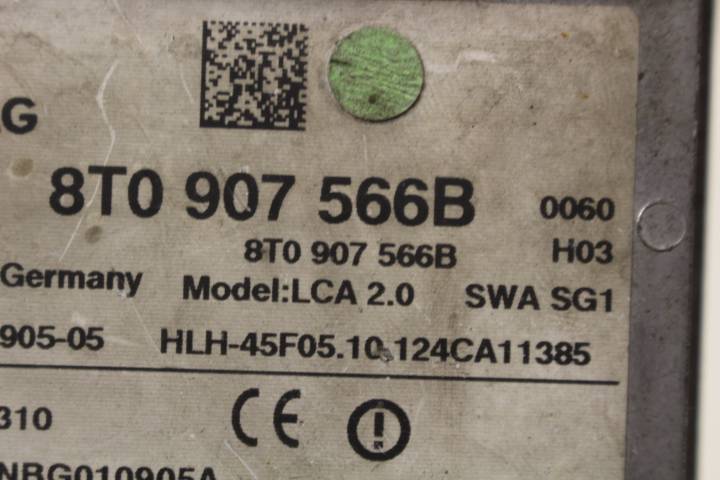 G
8T0 907 566B 0060
8T0 907 566B H03
Germany Model:LCA 2.0 SWA SG1
905-05 HLH-45F05.10.124CA11385
310 CE
NBG010905A